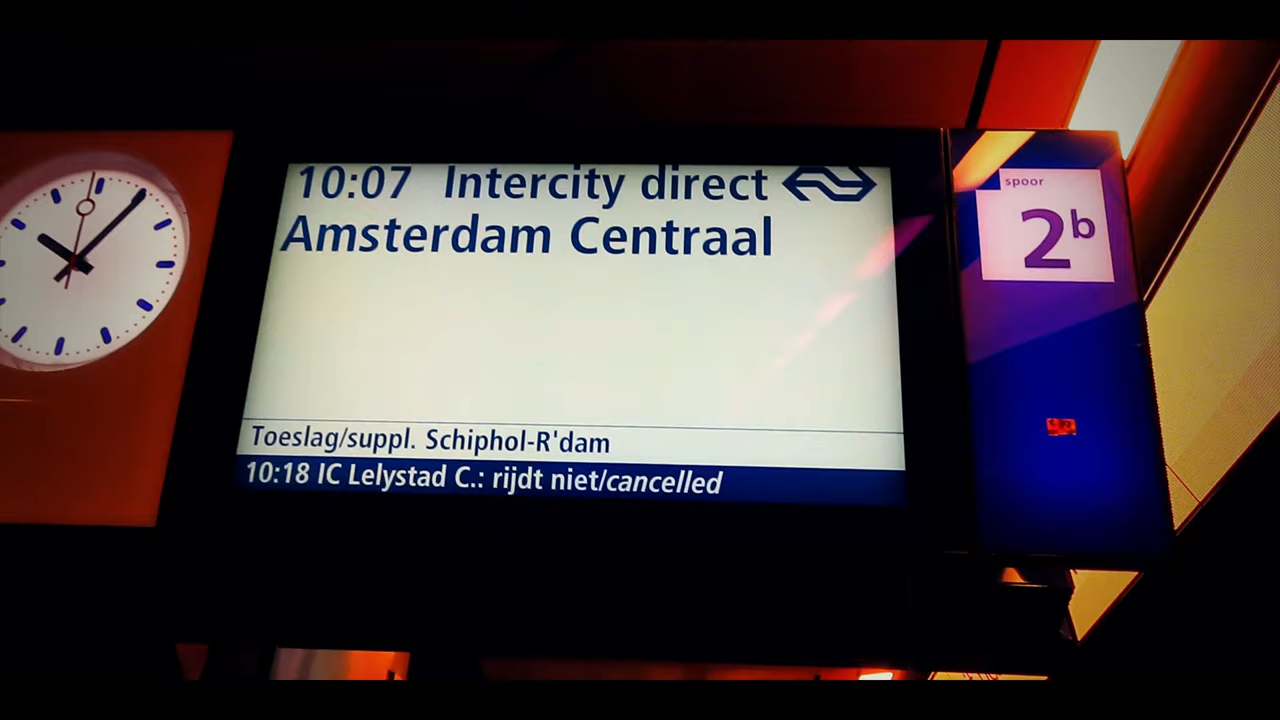 10:07 Intercity direct
Amsterdam Centraal
Toeslag/suppl. Schiphol-R'dam
10:18 IC Lelystad C.: rijdt niet/cancelled
spoor
2b